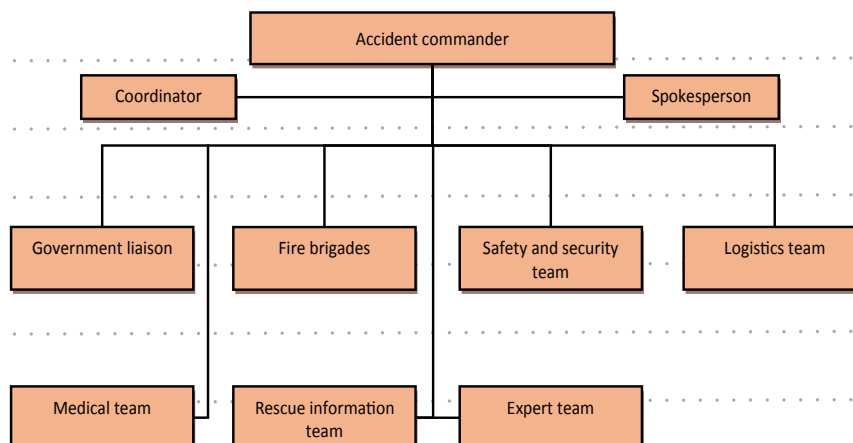 Accident commander
Coordinator
Spokesperson
Government liaison
Fire brigades
Safety and security
team
Logistics team
Medical team
Rescue information
team
Expert team